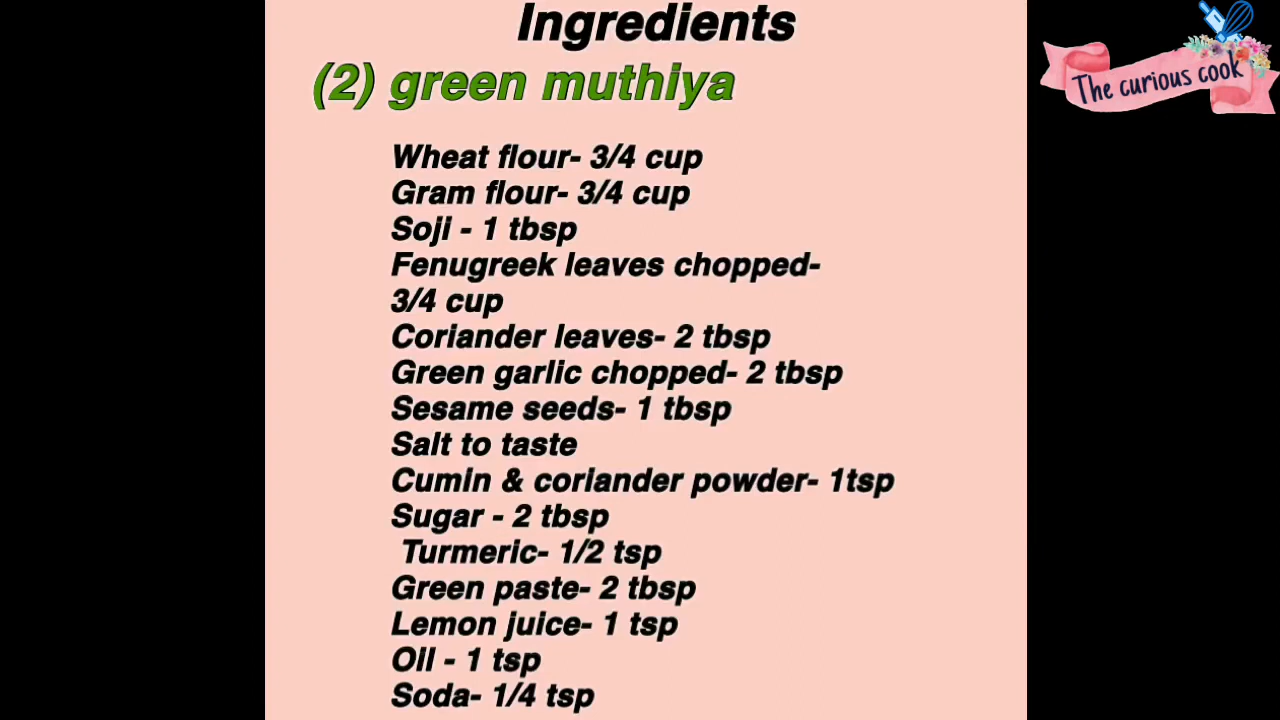 Ingredients
The curious cook
(2) green muthiya
Wheat flour- 3/4 cup
Gram flour- 3/4 cup
Soji - 1 tbsp
Fenugreek leaves chopped-
3/4 cup
Coriander leaves- 2 tbsp
Green garlic chopped- 2 tbsp
Sesame seeds- 1 tbsp
Salt to taste
Cumin & coriander powder- 1tsp
Sugar - 2 tbsp
Turmeric- 1/2 tsp
Green paste- 2 tbsp
Lemon juice- 1 tsp
Oil - 1 tsp
Soda- 1/4 tsp